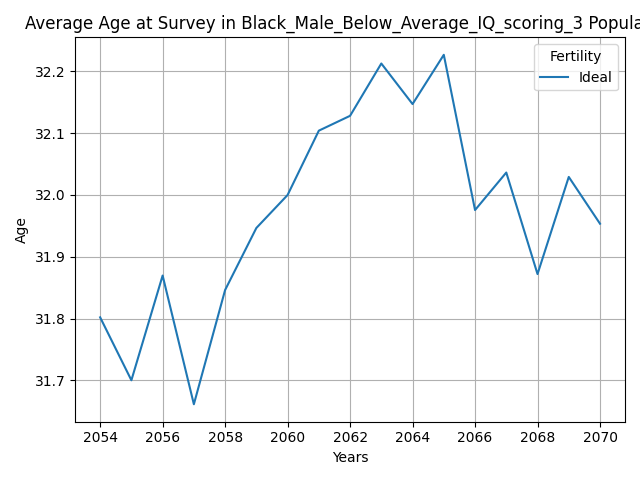 Average Age at Survey in Black_Male_Below_Average_IQ_scoring_3 Popula
Fertility
Ideal
32.2
32.1
32.0
31.9
31.8
31.7
Age
2054 2056 2058 2060 2062 2064 2066 2068 2070
Years